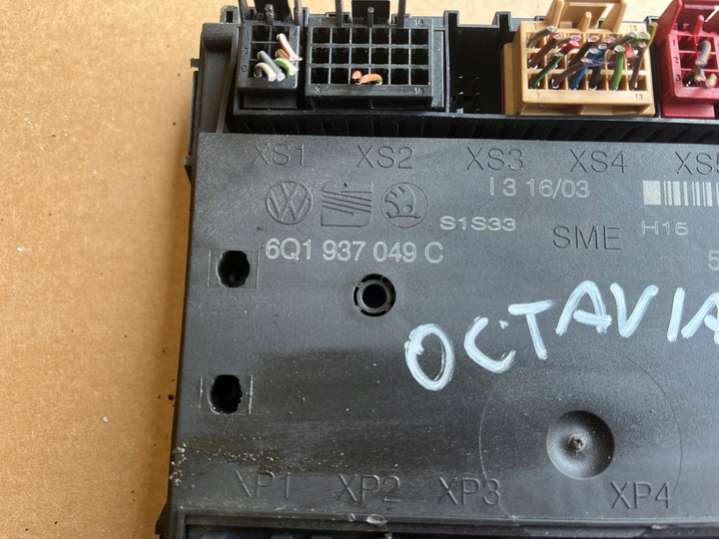 XS1 XS2 XS3 XS4 XS5
I 3 16/03
S1S33
SME H15
6Q1 937 049 C 5
OCTAVIA
XP1 XP2 XP3 XP4